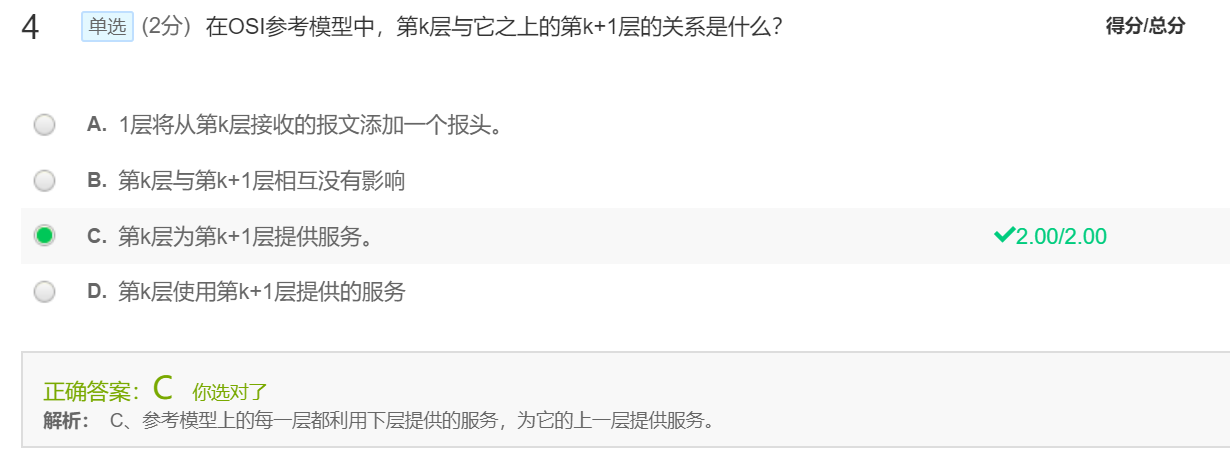 4 单选 (2分) 在OSI参考模型中，第k层与它之上的第k+1层的关系是什么？ 得分/总分
A. 1层将从第k层接收的报文添加一个报头。
B. 第k层与第k+1层相互没有影响
C. 第k层为第k+1层提供服务。 2.00/2.00
D. 第k层使用第k+1层提供的服务
正确答案：C 你选对了
解析： C、参考模型上的每一层都利用下层提供的服务，为它的上一层提供服务。